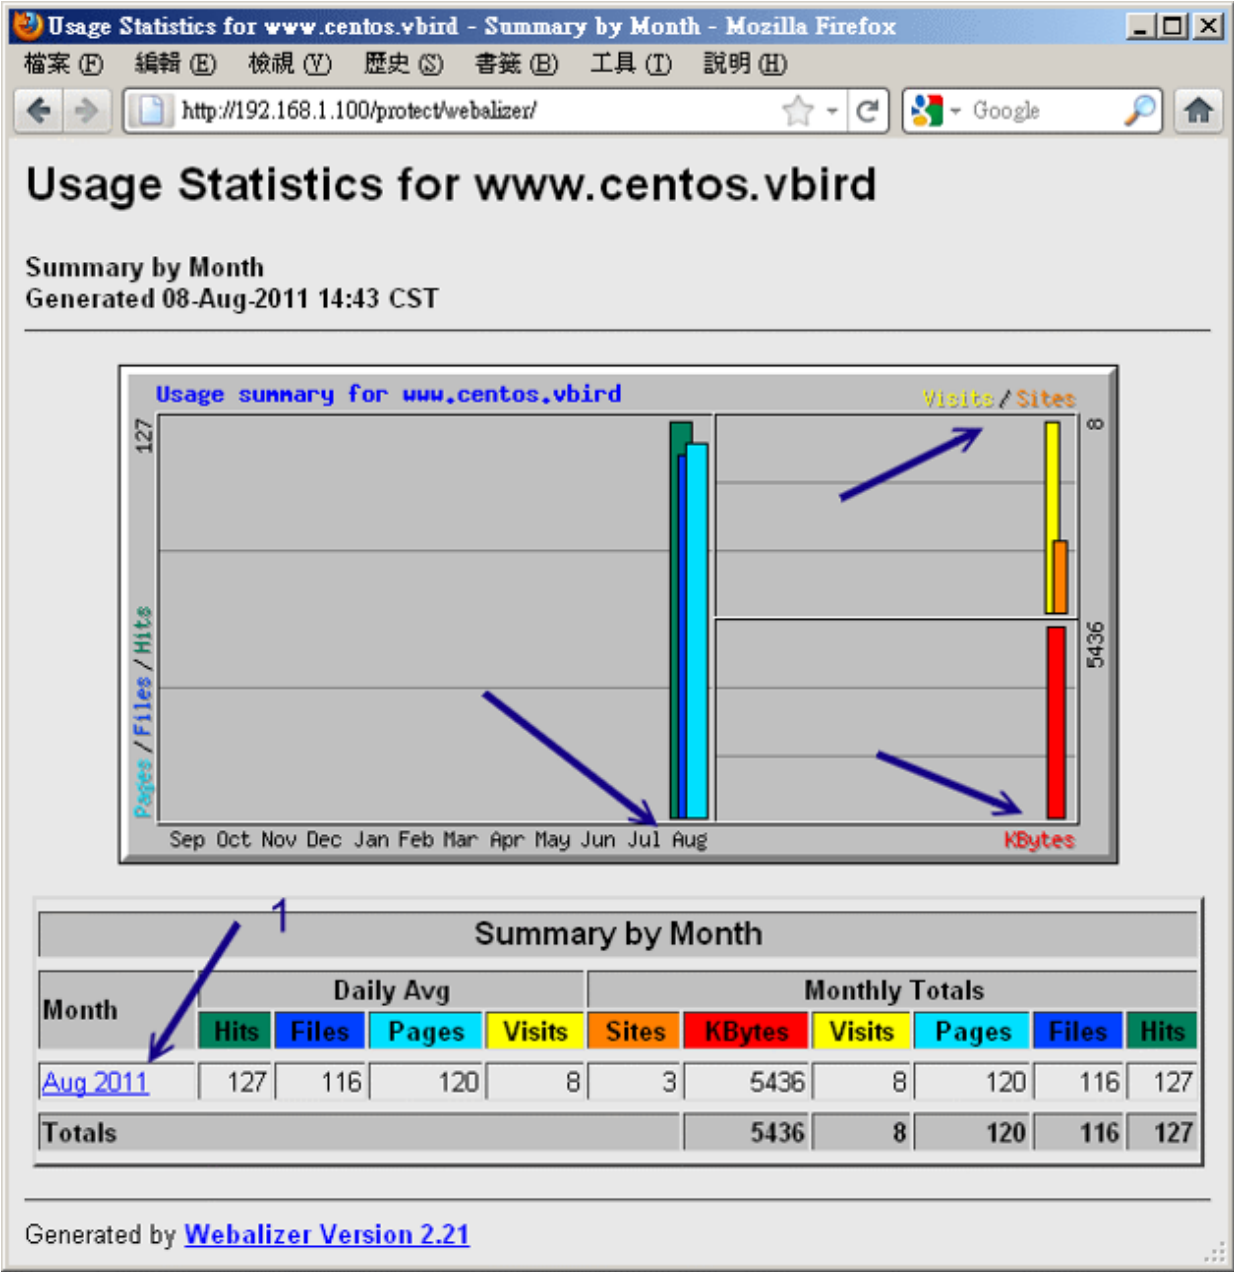 Usage Statistics for www.centos.vbird - Summary by Month - Mozilla Firefox
檔案 (F) 編輯 (E) 檢視 (V) 歷史 (S) 書籤 (B) 工具 (T) 說明 (H)
http://192.168.1.100/protect/webalizer/ Google
Usage Statistics for www.centos.vbird
Summary by Month
Generated 08-Aug-2011 14:43 CST
Usage summary for www.centos.vbird
Visits / Sites
127
8
Pages / Files / Hits
5436
Sep Oct Nov Dec Jan Feb Mar Apr May Jun Jul Aug
KBytes
1
Summary by Month
Month Daily Avg Monthly Totals
Hits Files Pages Visits Sites KBytes Visits Pages Files Hits
Aug 2011 127 116 120 8 3 5436 8 120 116 127
Totals 5436 8 120 116 127
Generated by Webalizer Version 2.21